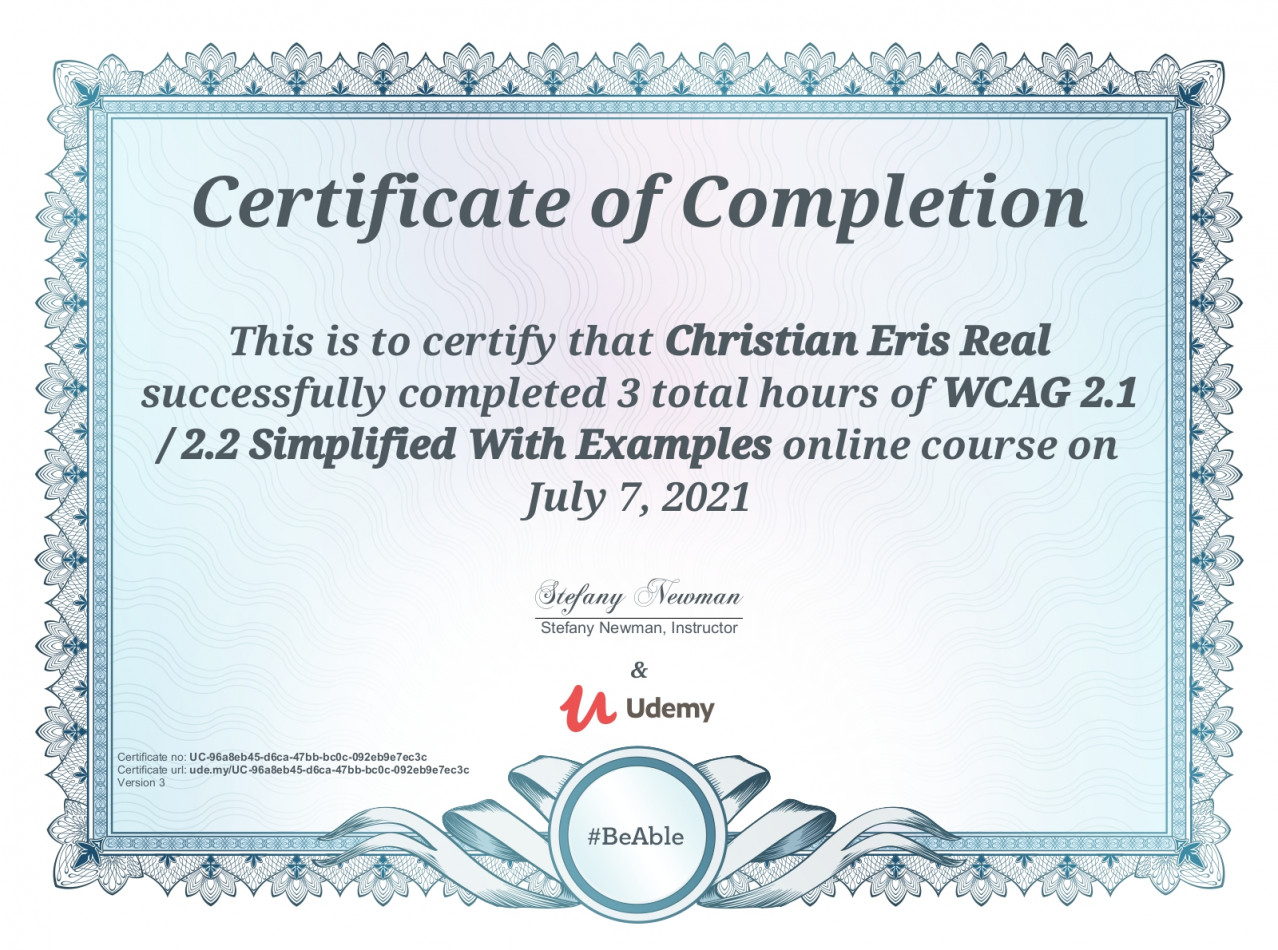 Certificate of Completion
This is to certify that Christian Eris Real
successfully completed 3 total hours of WCAG 2.1
/ 2.2 Simplified With Examples online course on
July 7, 2021
Stefany Newman
Stefany Newman, Instructor
&
Udemy
Certificate no: UC-96a8eb45-d6ca-47bb-bc0c-092eb9e7ec3c
Certificate url: ude.my/UC-96a8eb45-d6ca-47bb-bc0c-092eb9e7ec3c
Version 3
#BeAble